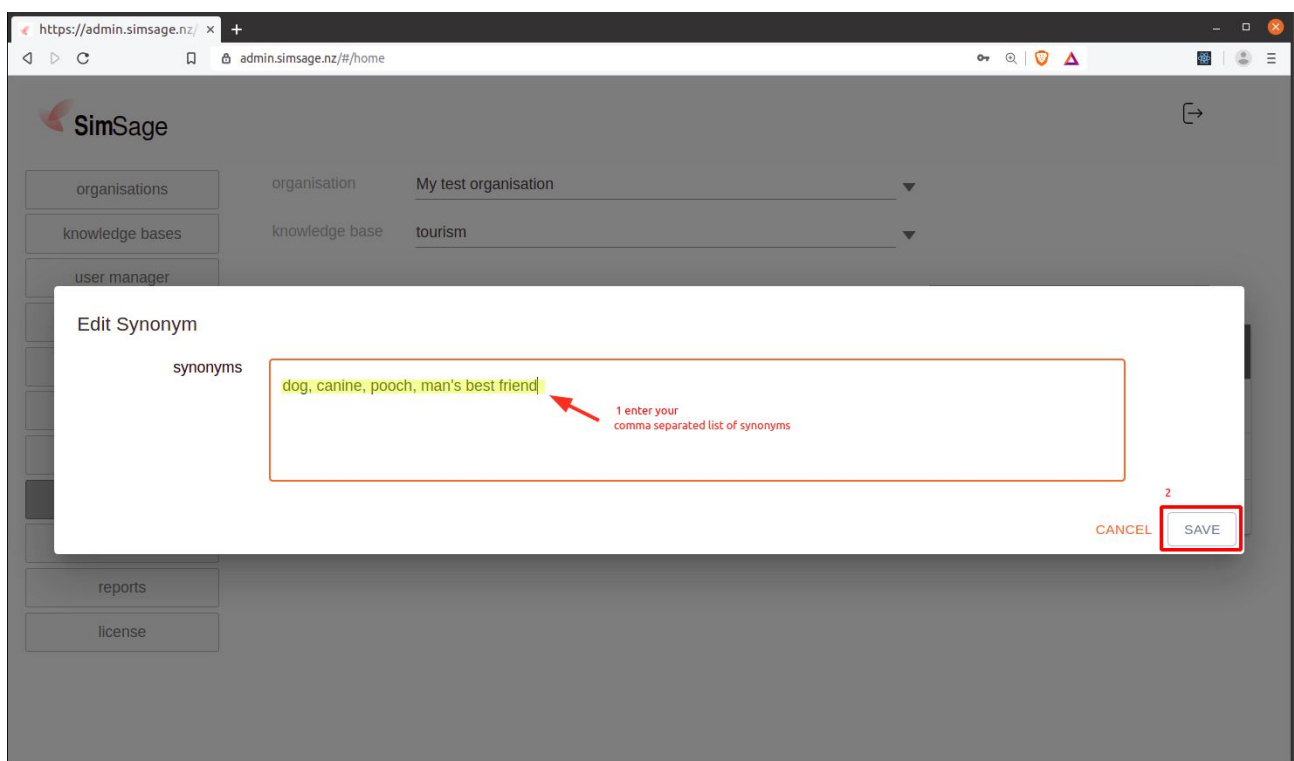 https://admin.simsage.nz/
admin.simsage.nz/#/home
SimSage
organisations
organisation
My test organisation
knowledge bases
knowledge base
tourism
user manager
Edit Synonym
synonyms
dog, canine, pooch, man's best friend
1 enter your
comma separated list of synonyms
2
CANCEL
SAVE
reports
license